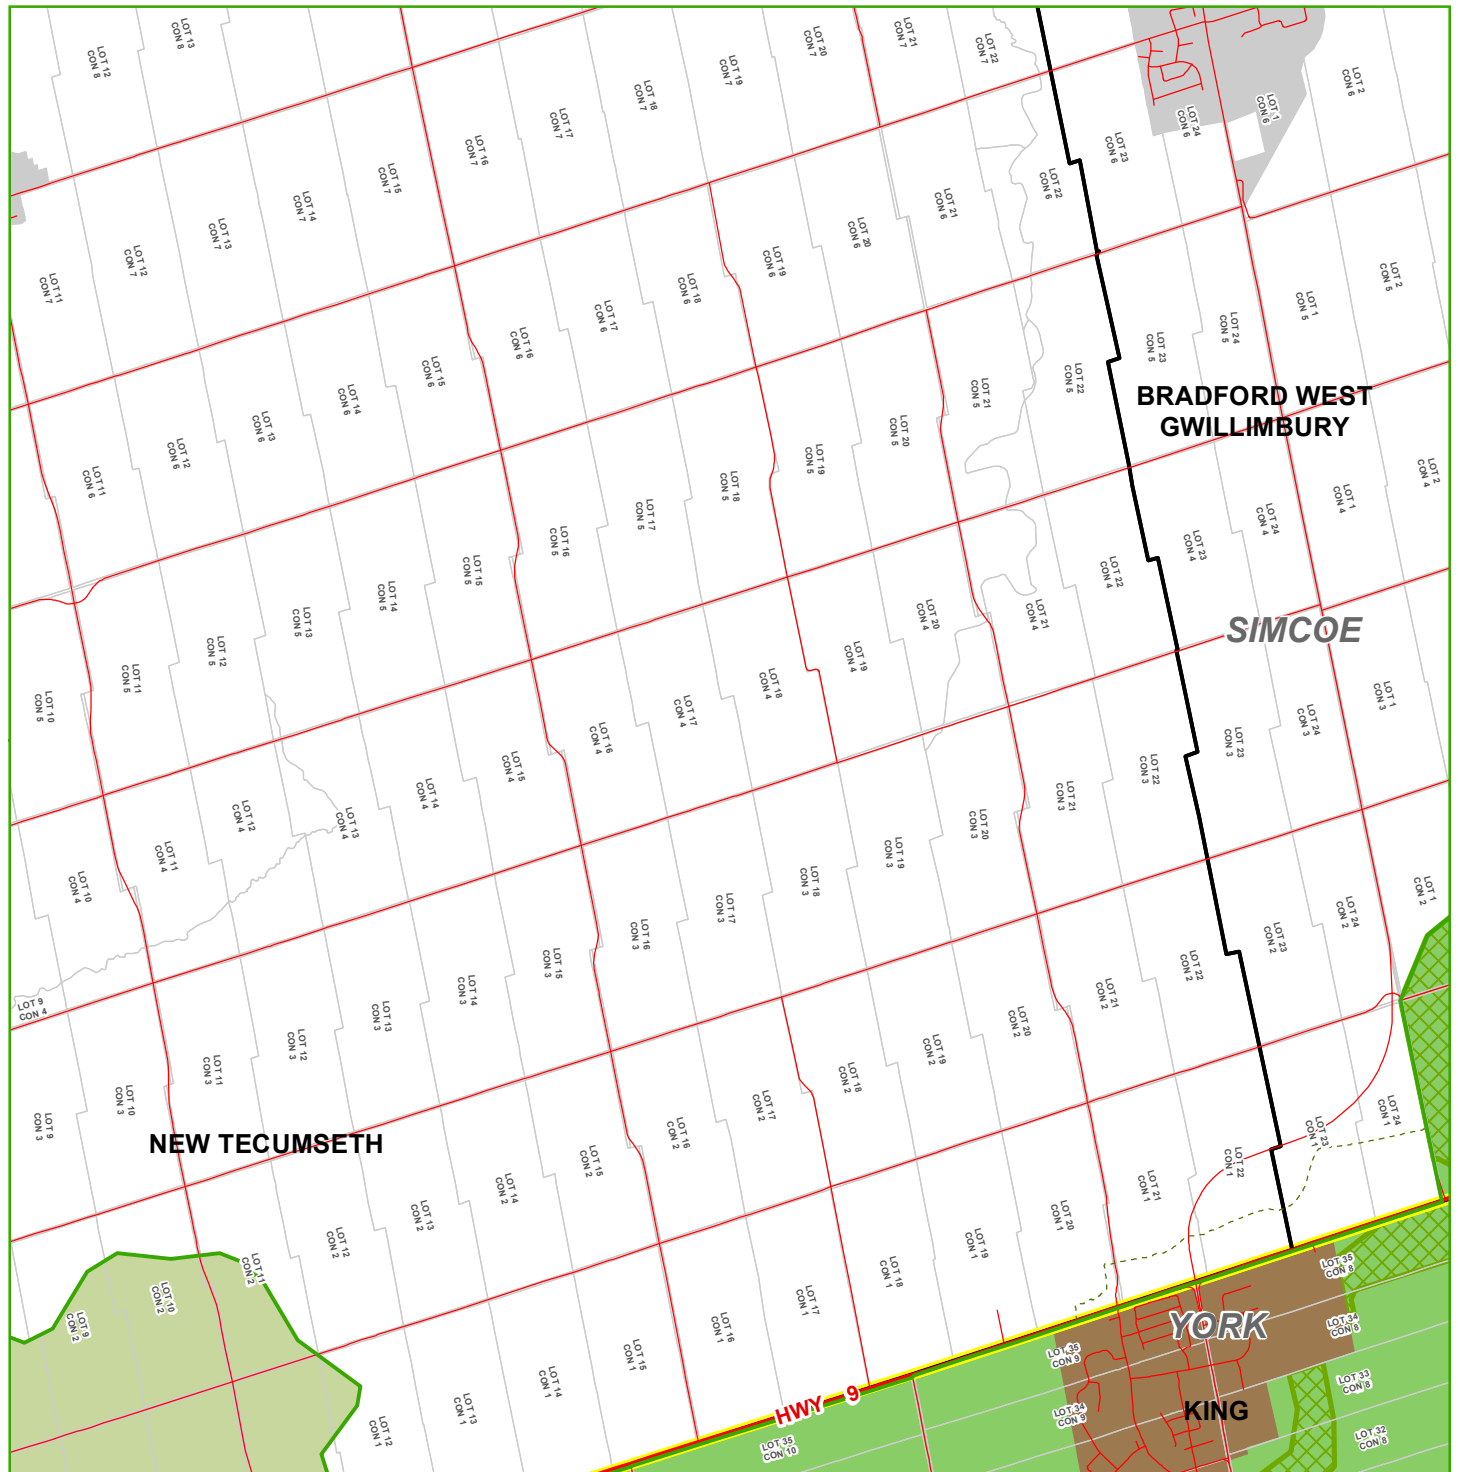 LOT 12
CON 8
LOT 13
CON 8
LOT 18
CON 7
LOT 19
CON 7
LOT 20
CON 7
LOT 21
CON 7
LOT 22
CON 7
LOT 2
CON 6
LOT 1
CON 6
LOT 24
CON 6
LOT 23
CON 6
LOT 22
CON 6
LOT 21
CON 6
LOT 20
CON 6
LOT 19
CON 6
LOT 18
CON 6
LOT 17
CON 6
LOT 16
CON 6
LOT 15
CON 6
LOT 14
CON 6
LOT 13
CON 6
LOT 12
CON 6
LOT 11
CON 6
LOT 17
CON 7
LOT 16
CON 7
LOT 15
CON 7
LOT 14
CON 7
LOT 13
CON 7
LOT 12
CON 7
LOT 11
CON 7
LOT 2
CON 5
LOT 1
CON 5
LOT 24
CON 5
LOT 23
CON 5
LOT 22
CON 5
LOT 21
CON 5
LOT 20
CON 5
LOT 19
CON 5
LOT 18
CON 5
LOT 17
CON 5
LOT 16
CON 5
LOT 15
CON 5
LOT 14
CON 5
LOT 13
CON 5
LOT 12
CON 5
LOT 11
CON 5
LOT 10
CON 5
BRADFORD WEST
GWILLIMBURY
LOT 2
CON 4
LOT 1
CON 4
LOT 24
CON 4
LOT 23
CON 4
LOT 22
CON 4
LOT 21
CON 4
LOT 20
CON 4
LOT 19
CON 4
LOT 18
CON 4
LOT 17
CON 4
LOT 16
CON 4
LOT 15
CON 4
LOT 14
CON 4
LOT 13
CON 4
LOT 12
CON 4
LOT 11
CON 4
LOT 10
CON 4
LOT 9
CON 4
SIMCOE
LOT 1
CON 3
LOT 24
CON 3
LOT 23
CON 3
LOT 22
CON 3
LOT 21
CON 3
LOT 20
CON 3
LOT 19
CON 3
LOT 18
CON 3
LOT 17
CON 3
LOT 16
CON 3
LOT 15
CON 3
LOT 14
CON 3
LOT 13
CON 3
LOT 12
CON 3
LOT 11
CON 3
LOT 10
CON 3
LOT 9
CON 3
LOT 1
CON 2
LOT 24
CON 2
LOT 23
CON 2
LOT 22
CON 2
LOT 21
CON 2
LOT 20
CON 2
LOT 19
CON 2
LOT 18
CON 2
LOT 17
CON 2
LOT 16
CON 2
LOT 15
CON 2
LOT 14
CON 2
LOT 13
CON 2
LOT 12
CON 2
LOT 11
CON 2
LOT 10
CON 2
LOT 9
CON 2
NEW TECUMSETH
LOT 24
CON 1
LOT 23
CON 1
LOT 22
CON 1
LOT 21
CON 1
LOT 20
CON 1
LOT 19
CON 1
LOT 18
CON 1
LOT 17
CON 1
LOT 16
CON 1
LOT 15
CON 1
LOT 14
CON 1
LOT 13
CON 1
LOT 12
CON 1
HWY 9
YORK
KING
LOT 35
CON 8
LOT 34
CON 8
LOT 33
CON 8
LOT 32
CON 8
LOT 35
CON 9
LOT 34
CON 9
LOT 35
CON 10